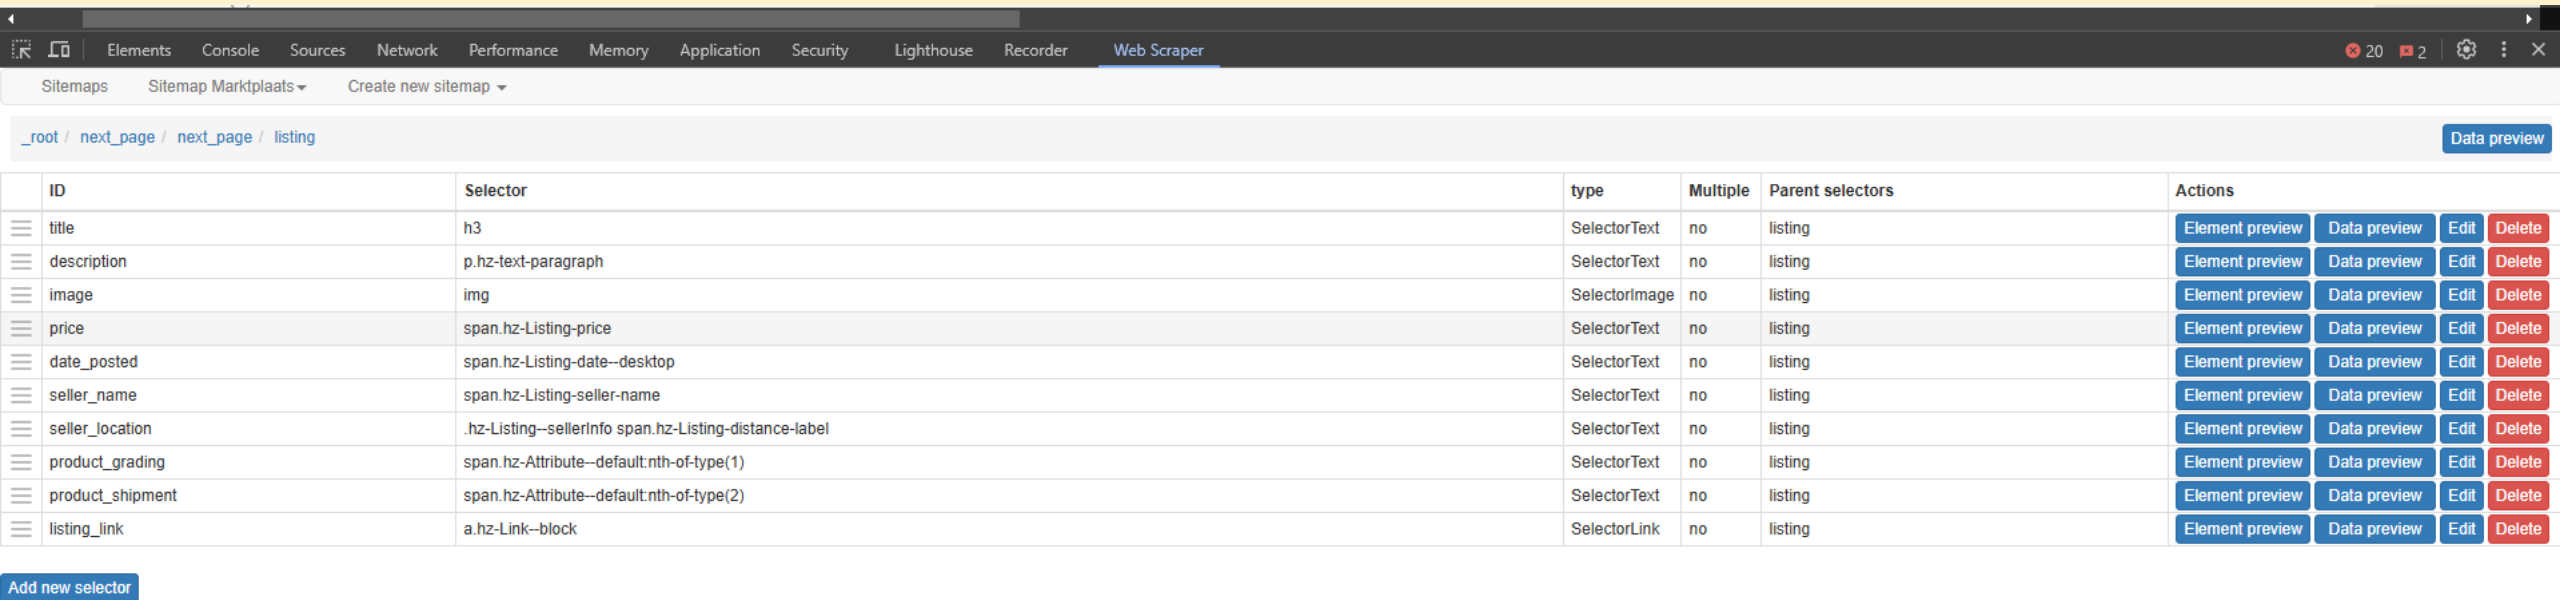 Elements Console Sources Network Performance Memory Application Security Lighthouse Recorder Web Scraper 20 2
Sitemaps Sitemap Marktplaats Create new sitemap
_root / next_page / next_page / listing Data preview
ID Selector type Multiple Parent selectors Actions
title h3 SelectorText no listing Element preview Data preview Edit Delete
description p.hz-text-paragraph SelectorText no listing Element preview Data preview Edit Delete
image img SelectorImage no listing Element preview Data preview Edit Delete
price span.hz-Listing-price SelectorText no listing Element preview Data preview Edit Delete
date_posted span.hz-Listing-date--desktop SelectorText no listing Element preview Data preview Edit Delete
seller_name span.hz-Listing-seller-name SelectorText no listing Element preview Data preview Edit Delete
seller_location .hz-Listing--sellerInfo span.hz-Listing-distance-label SelectorText no listing Element preview Data preview Edit Delete
product_grading span.hz-Attribute--default:nth-of-type(1) SelectorText no listing Element preview Data preview Edit Delete
product_shipment span.hz-Attribute--default:nth-of-type(2) SelectorText no listing Element preview Data preview Edit Delete
listing_link a.hz-Link--block SelectorLink no listing Element preview Data preview Edit Delete
Add new selector